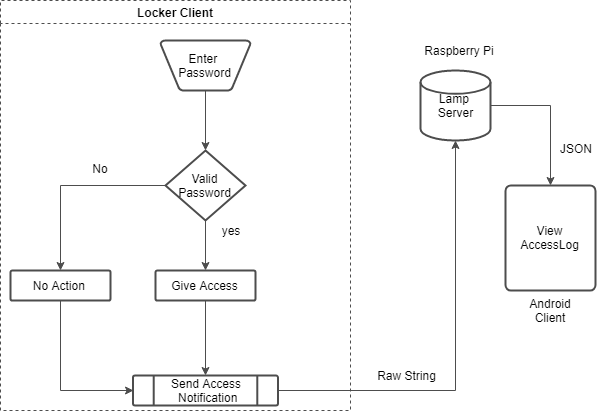 Locker Client
Enter
Password
Valid
Password
No
yes
No Action
Give Access
Send Access
Notification
Raw String
Raspberry Pi
Lamp
Server
JSON
View
AccessLog
Android
Client